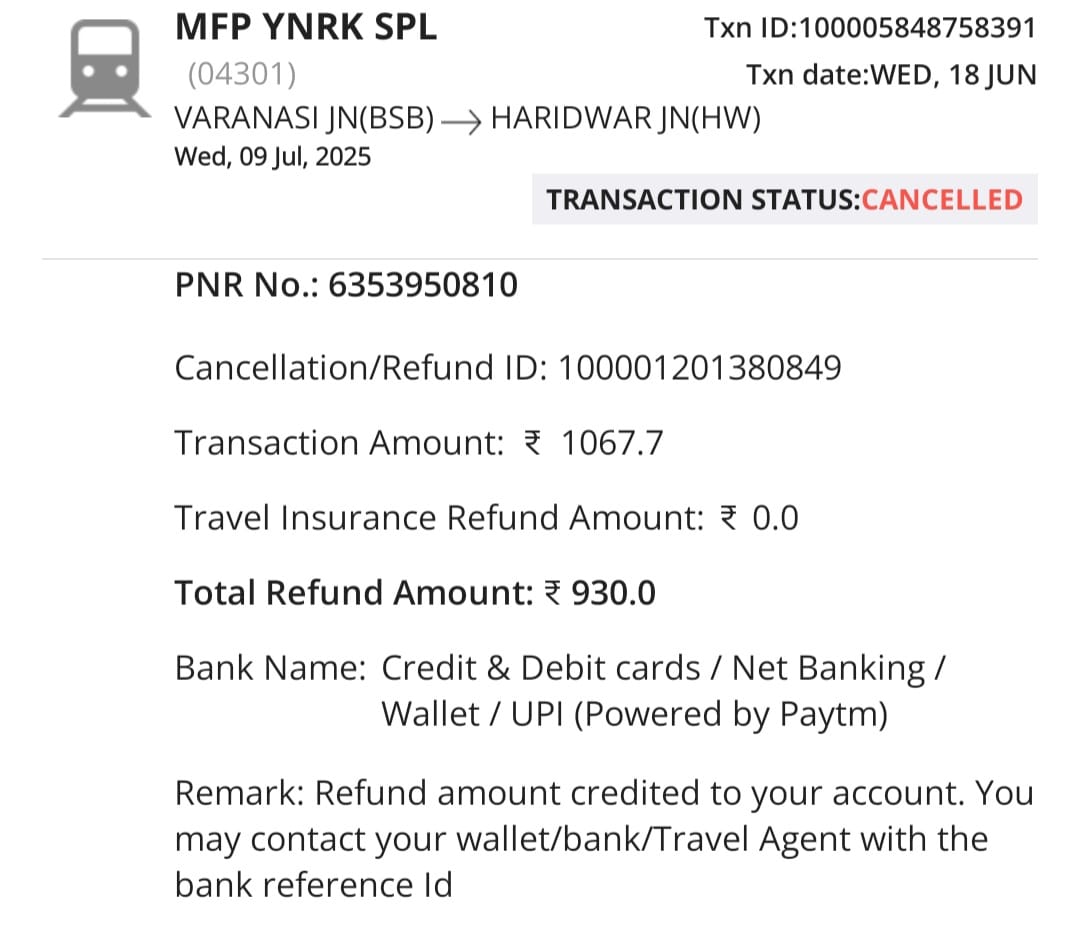 MFP YNRK SPL
Txn ID:100005848758391
(04301)
Txn date:WED, 18 JUN
VARANASI JN(BSB) → HARIDWAR JN(HW)
Wed, 09 Jul, 2025
TRANSACTION STATUS:CANCELLED
PNR No.: 6353950810
Cancellation/Refund ID: 100001201380849
Transaction Amount: ₹ 1067.7
Travel Insurance Refund Amount: ₹ 0.0
Total Refund Amount: ₹ 930.0
Bank Name: Credit & Debit cards / Net Banking /
Wallet / UPI (Powered by Paytm)
Remark: Refund amount credited to your account. You
may contact your wallet/bank/Travel Agent with the
bank reference Id